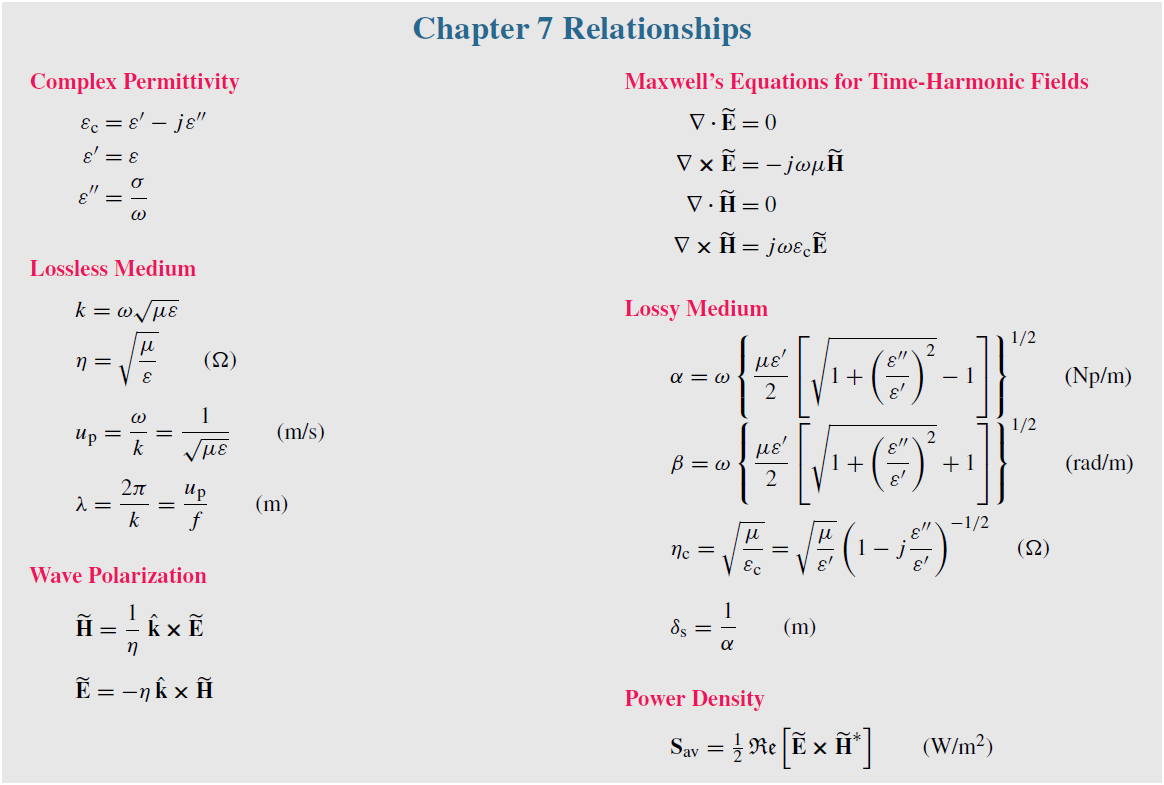 Chapter 7 Relationships
Complex Permittivity
ε_c = ε′ − jε″
ε′ = ε
ε″ = σ/ω
Lossless Medium
k = ω√(με)
η = √(μ/ε) (Ω)
u_p = ω/k = 1/√(με) (m/s)
λ = 2π/k = u_p/f (m)
Wave Polarization
H̃ = 1/η k̂ × Ẽ
Ẽ = −η k̂ × H̃
Maxwell’s Equations for Time-Harmonic Fields
∇ · Ẽ = 0
∇ × Ẽ = −jωμH̃
∇ · H̃ = 0
∇ × H̃ = jωε_cẼ
Lossy Medium
α = ω { με′/2 [ √(1 + (ε″/ε′)²) − 1 ] }^1/2 (Np/m)
β = ω { με′/2 [ √(1 + (ε″/ε′)²) + 1 ] }^1/2 (rad/m)
η_c = √(μ/ε_c) = √(μ/ε′) (1 − j ε″/ε′)^−1/2 (Ω)
δ_s = 1/α (m)
Power Density
S_av = ½ ℜ𝔢 [Ẽ × H̃*] (W/m²)